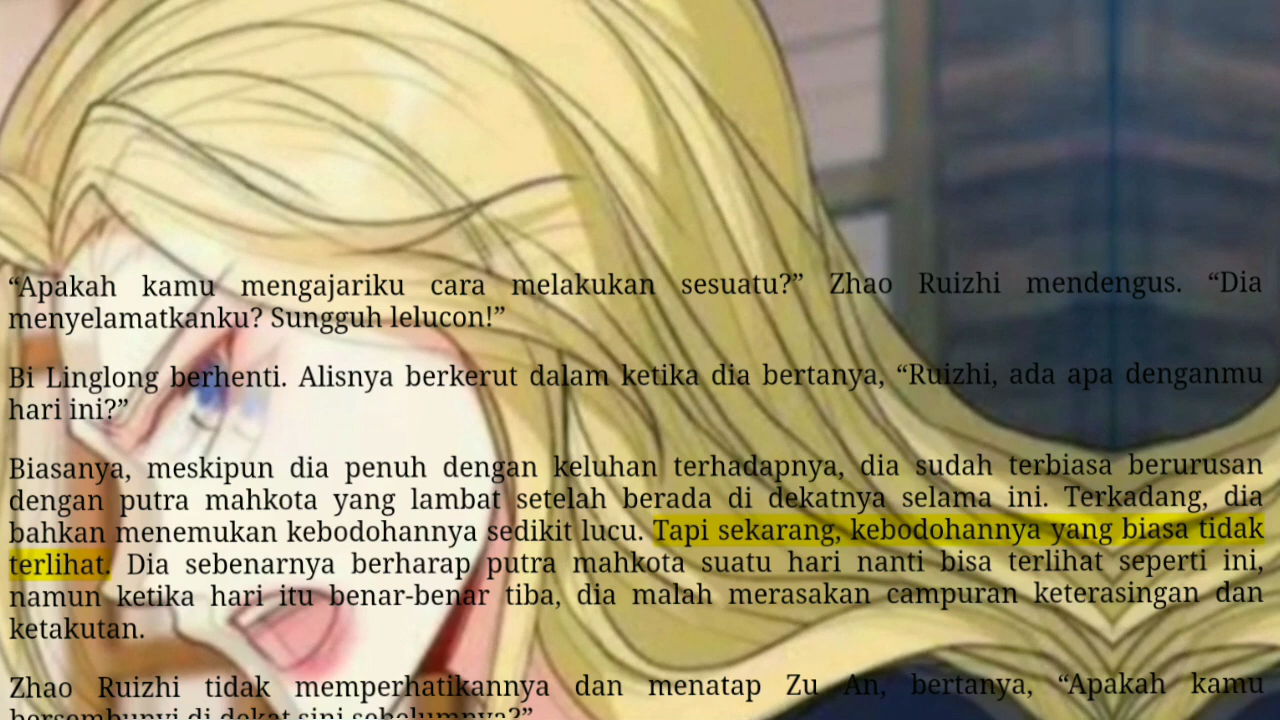 “Apakah kamu mengajariku cara melakukan sesuatu?” Zhao Ruizhi mendengus. “Dia
menyelamatkanku? Sungguh lelucon!”
Bi Linglong berhenti. Alisnya berkerut dalam ketika dia bertanya, “Ruizhi, ada apa denganmu
hari ini?”
Biasanya, meskipun dia penuh dengan keluhan terhadapnya, dia sudah terbiasa berurusan
dengan putra mahkota yang lambat setelah berada di dekatnya selama ini. Terkadang, dia
bahkan menemukan kebodohannya sedikit lucu. Tapi sekarang, kebodohannya yang biasa tidak
terlihat. Dia sebenarnya berharap putra mahkota suatu hari nanti bisa terlihat seperti ini,
namun ketika hari itu benar-benar tiba, dia malah merasakan campuran keterasingan dan
ketakutan.
Zhao Ruizhi tidak memperhatikannya dan menatap Zu An, bertanya, “Apakah kamu
bersembunyi di dekat sini sebelumnya?”